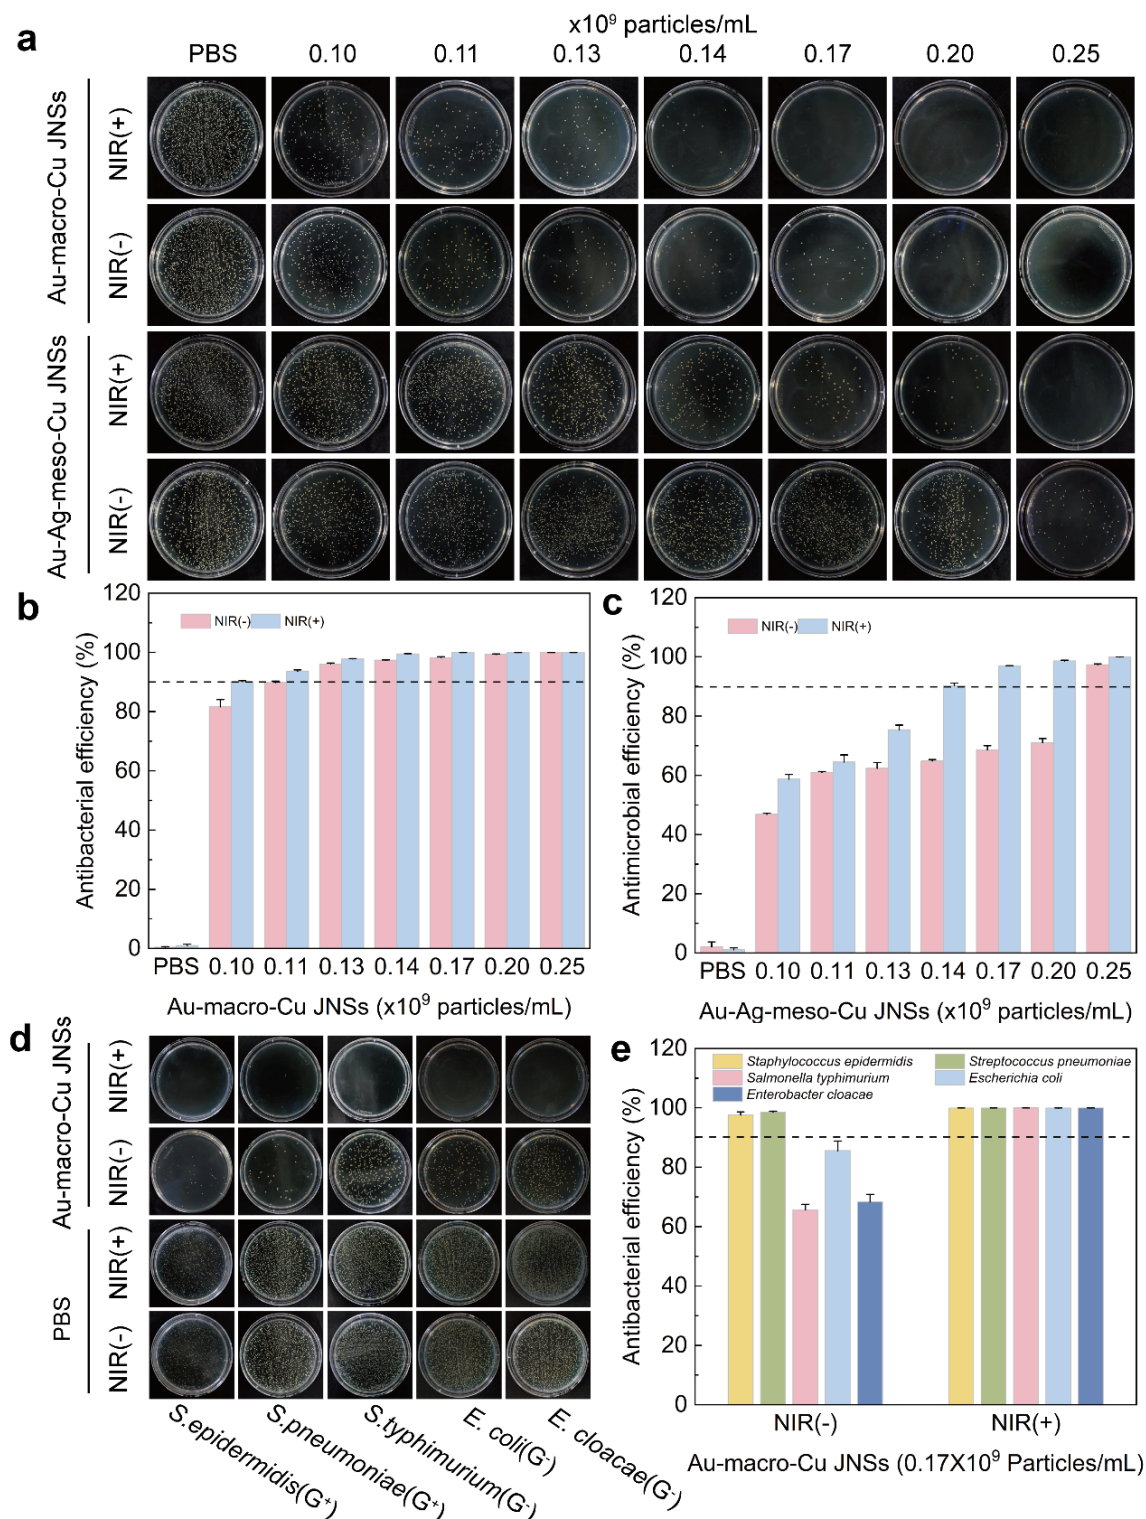 a
x10⁹ particles/mL
PBS 0.10 0.11 0.13 0.14 0.17 0.20 0.25
Au-macro-Cu JNSs
NIR(+)
NIR(-)
Au-Ag-meso-Cu JNSs
NIR(+)
NIR(-)
b
Antibacterial efficiency (%)
120
100
80
60
40
20
0
NIR(-) NIR(+)
PBS 0.10 0.11 0.13 0.14 0.17 0.20 0.25
Au-macro-Cu JNSs (x10⁹ particles/mL)
c
Antimicrobial efficiency (%)
120
100
80
60
40
20
0
NIR(-) NIR(+)
PBS 0.10 0.11 0.13 0.14 0.17 0.20 0.25
Au-Ag-meso-Cu JNSs (x10⁹ particles/mL)
d
Au-macro-Cu JNSs
NIR(+)
NIR(-)
PBS
NIR(+)
NIR(-)
S.epidermidis(G⁺)
S.pneumoniae(G⁺)
S.typhimurium(G⁻)
E. coli(G⁻)
E. cloacae(G⁻)
e
Antibacterial efficiency (%)
120
100
80
60
40
20
0
Staphylococcus epidermidis Streptococcus pneumoniae
Salmonella typhimurium Escherichia coli
Enterobacter cloacae
NIR(-) NIR(+)
Au-macro-Cu JNSs (0.17X10⁹ Particles/mL)